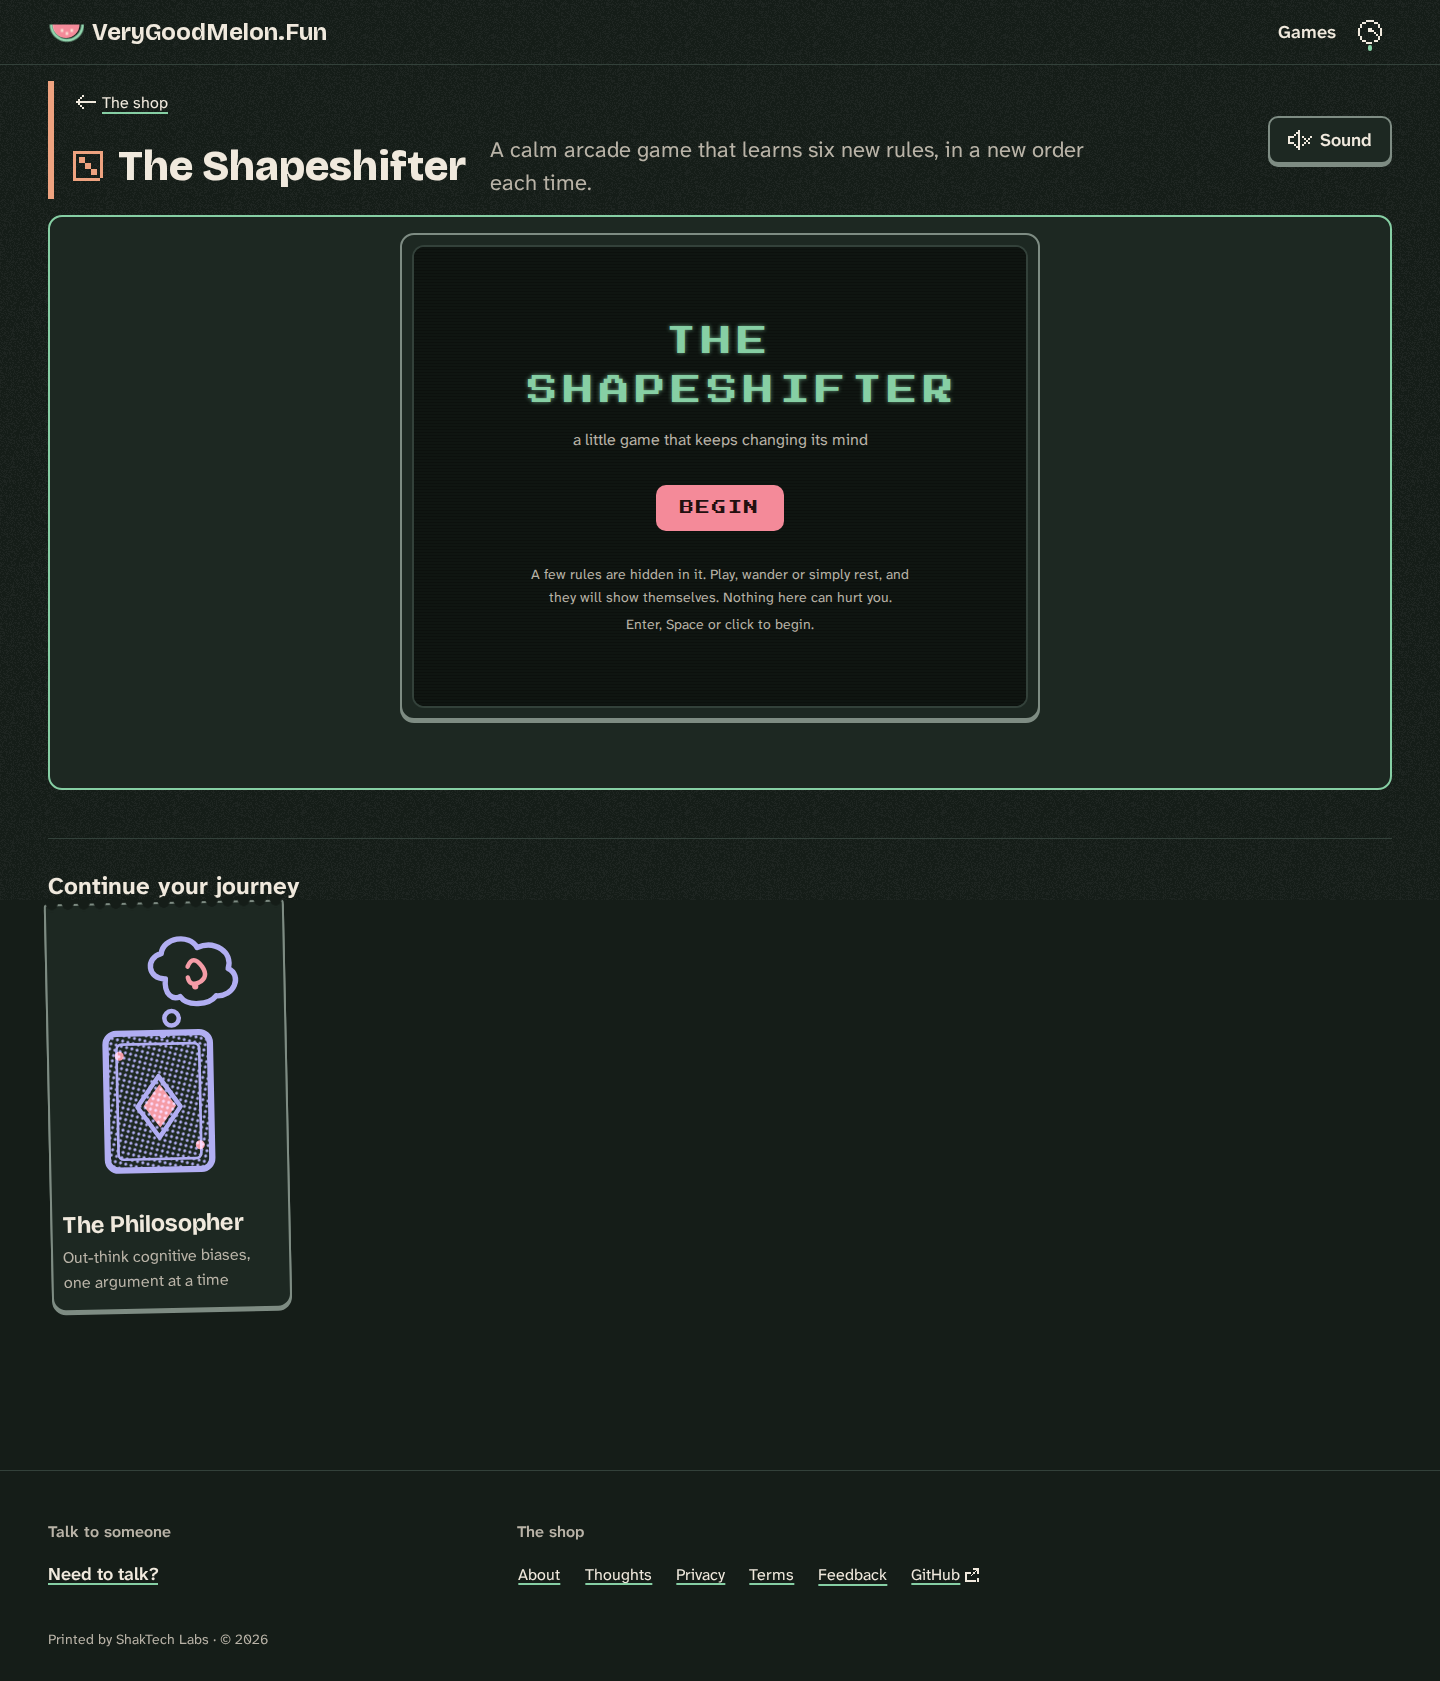 VeryGoodMelon.Fun
Games
The shop
The Shapeshifter
A calm arcade game that learns six new rules, in a new order
each time.
Sound
THE
SHAPESHIFTER
a little game that keeps changing its mind
BEGIN
A few rules are hidden in it. Play, wander or simply rest, and
they will show themselves. Nothing here can hurt you.
Enter, Space or click to begin.
Continue your journey
The Philosopher
Out-think cognitive biases,
one argument at a time
Talk to someone
Need to talk?
The shop
About Thoughts Privacy Terms Feedback GitHub
Printed by ShakTech Labs · © 2026